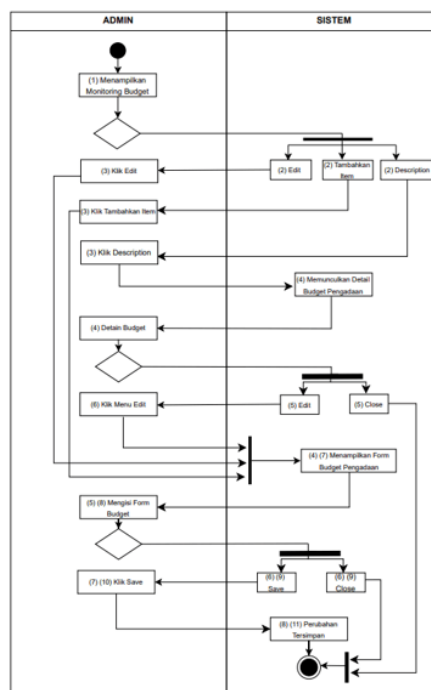 ADMIN
SISTEM
(1) Menampilkan
Monitoring Budget
(3) Klik Edit
(2) Edit
(2) Tambahkan
Item
(2) Description
(3) Klik Tambahkan Item
(3) Klik Description
(4) Memunculkan Detail
Budget Pengadaan
(4) Detain Budget
(6) Klik Menu Edit
(5) Edit
(5) Close
(4) (7) Menampilkan Form
Budget Pengadaan
(5) (8) Mengisi Form
Budget
(7) (10) Klik Save
(6) (9)
Save
(6) (9)
Close
(8) (11) Perubahan
Tersimpan